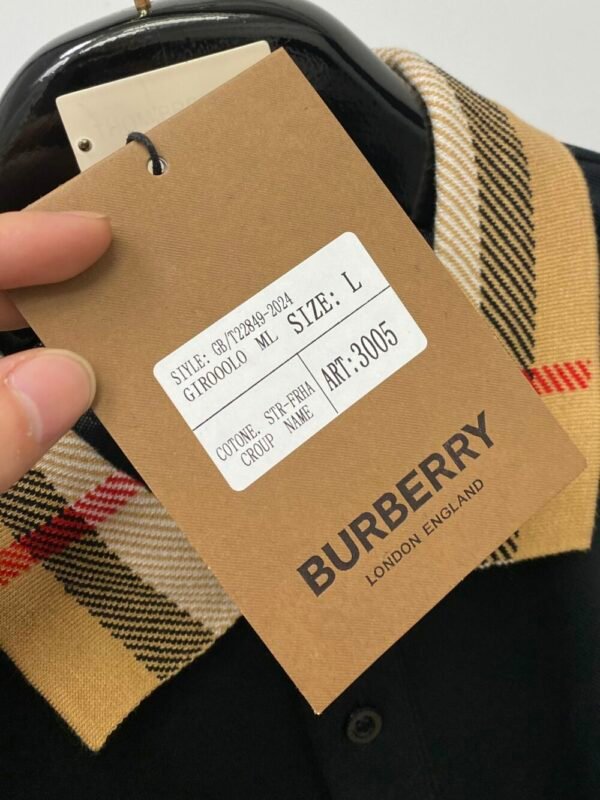 STYLE: GB/T22849-2024
GIROOOLO ML SIZE: L
COTONE. STR-FRHA
CROUP NAME
ART:3005
BURBERRY
LONDON ENGLAND